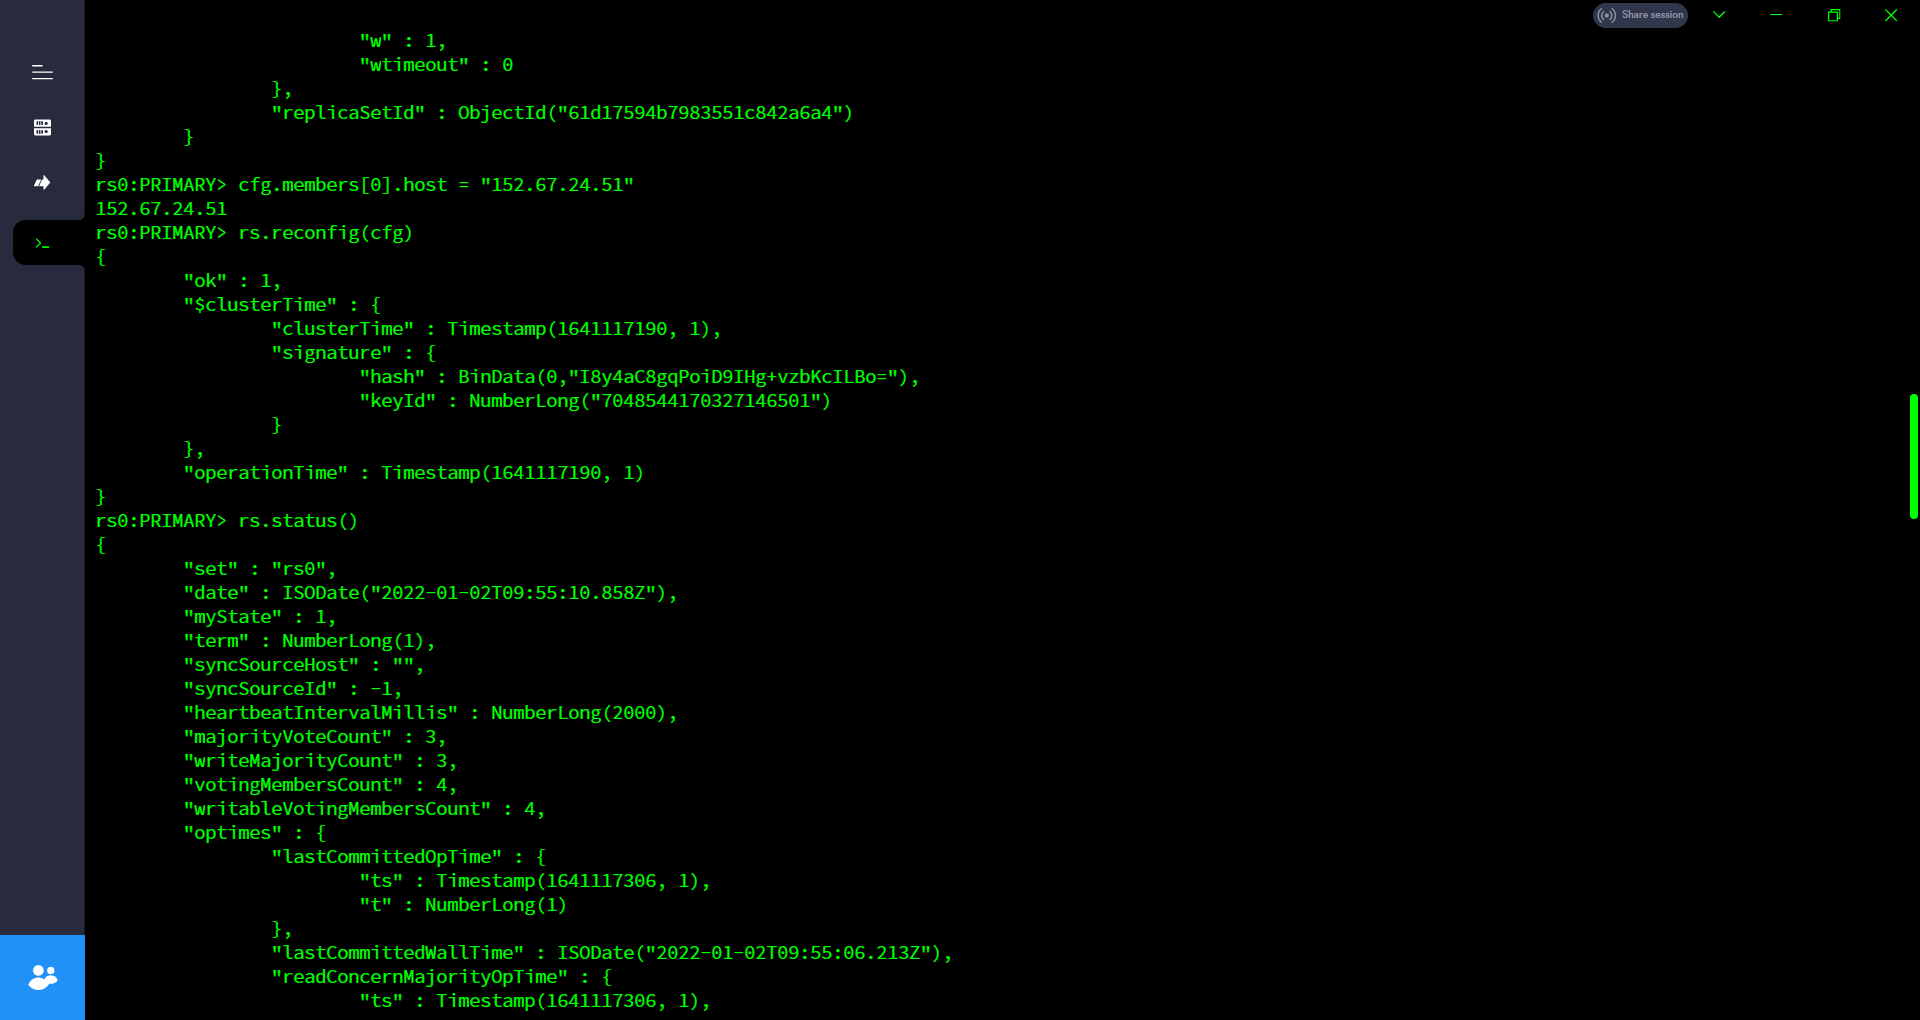 Share session
"w" : 1,
"wtimeout" : 0
},
"replicaSetId" : ObjectId("61d17594b7983551c842a6a4")
}
}
rs0:PRIMARY> cfg.members[0].host = "152.67.24.51"
152.67.24.51
rs0:PRIMARY> rs.reconfig(cfg)
{
"ok" : 1,
"$clusterTime" : {
"clusterTime" : Timestamp(1641117190, 1),
"signature" : {
"hash" : BinData(0,"I8y4aC8gqPoiD9IHg+vzbKcILBo="),
"keyId" : NumberLong("7048544170327146501")
}
},
"operationTime" : Timestamp(1641117190, 1)
}
rs0:PRIMARY> rs.status()
{
"set" : "rs0",
"date" : ISODate("2022-01-02T09:55:10.858Z"),
"myState" : 1,
"term" : NumberLong(1),
"syncSourceHost" : "",
"syncSourceId" : -1,
"heartbeatIntervalMillis" : NumberLong(2000),
"majorityVoteCount" : 3,
"writeMajorityCount" : 3,
"votingMembersCount" : 4,
"writableVotingMembersCount" : 4,
"optimes" : {
"lastCommittedOpTime" : {
"ts" : Timestamp(1641117306, 1),
"t" : NumberLong(1)
},
"lastCommittedWallTime" : ISODate("2022-01-02T09:55:06.213Z"),
"readConcernMajorityOpTime" : {
"ts" : Timestamp(1641117306, 1),